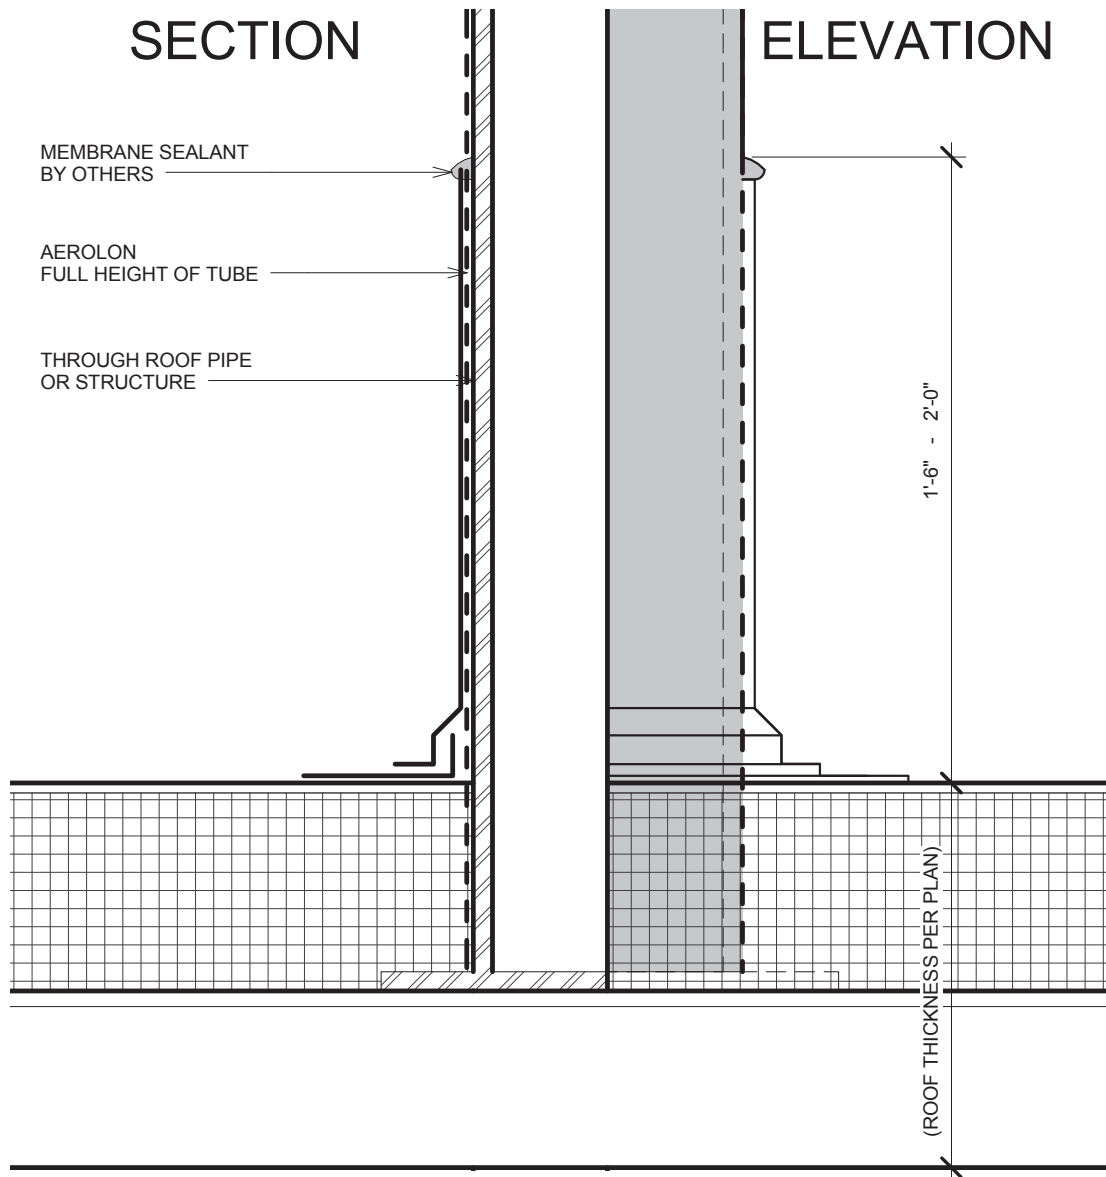 SECTION
ELEVATION
MEMBRANE SEALANT
BY OTHERS
AEROLON
FULL HEIGHT OF TUBE
THROUGH ROOF PIPE
OR STRUCTURE
1'-6" - 2'-0"
(ROOF THICKNESS PER PLAN)